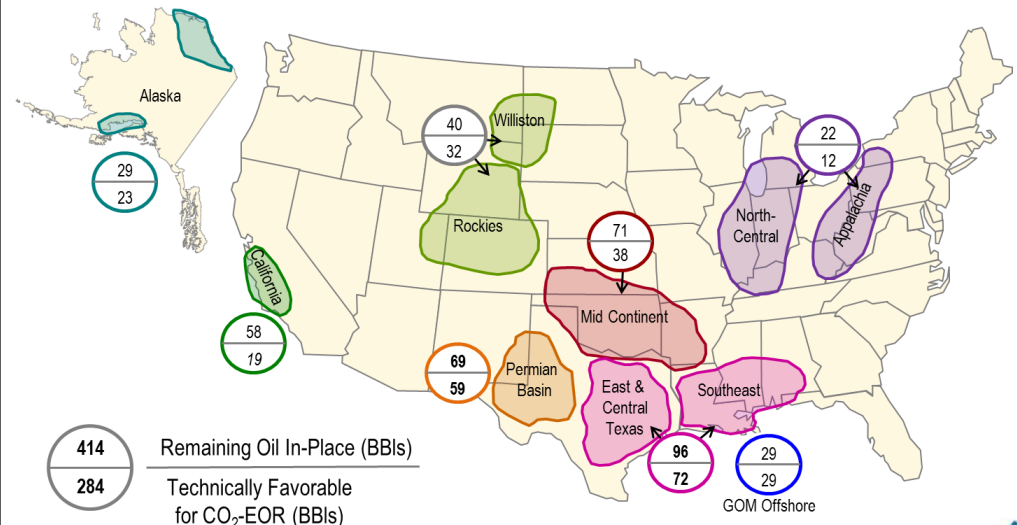 Alaska
29
23
40
32
Williston
Rockies
22
12
North-
Central
Appalachia
71
38
Mid Continent
California
58
19
69
59
Permian
Basin
East &
Central
Texas
Southeast
96
72
29
29
GOM Offshore
414
284
Remaining Oil In-Place (BBls)
Technically Favorable
for CO₂-EOR (BBls)